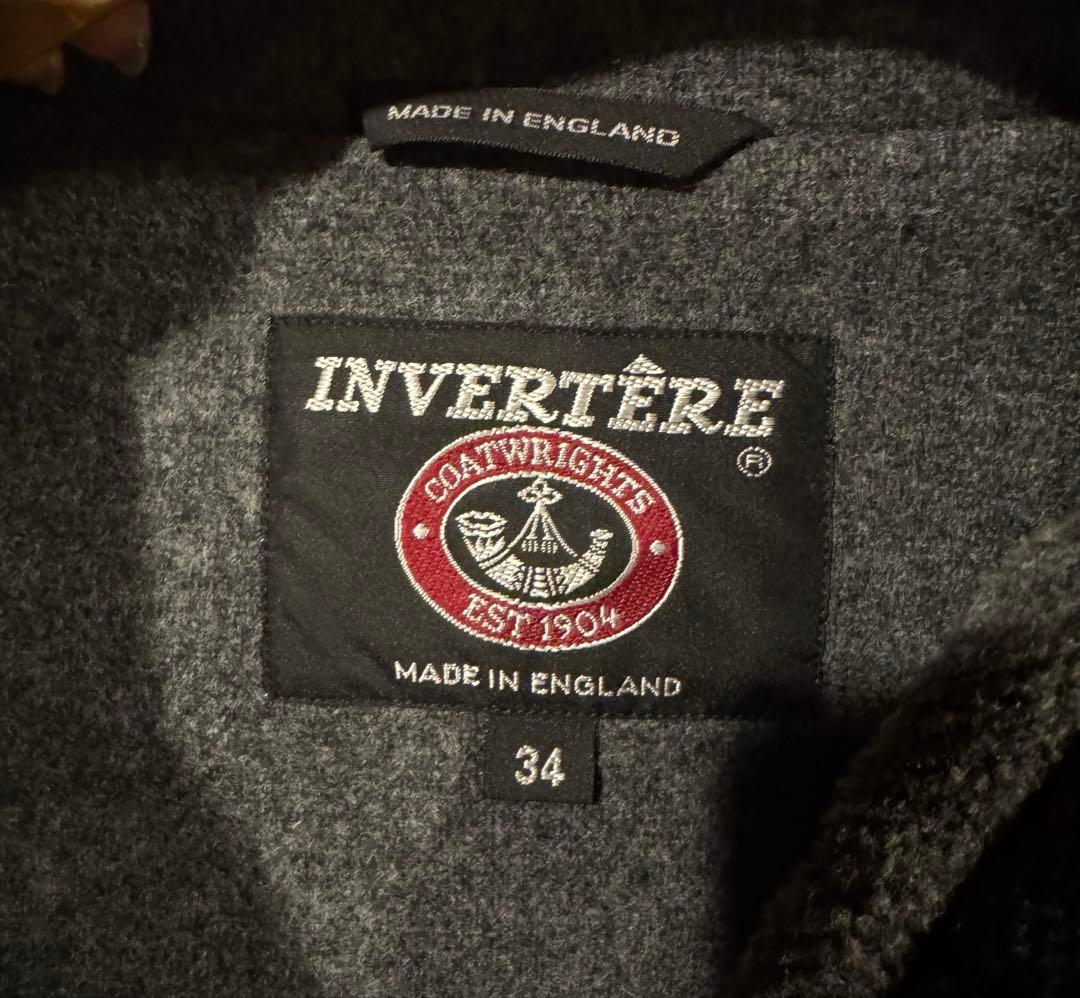 MADE IN ENGLAND
INVERTÊRE
®
COATWRIGHTS
EST 1904
MADE IN ENGLAND
34